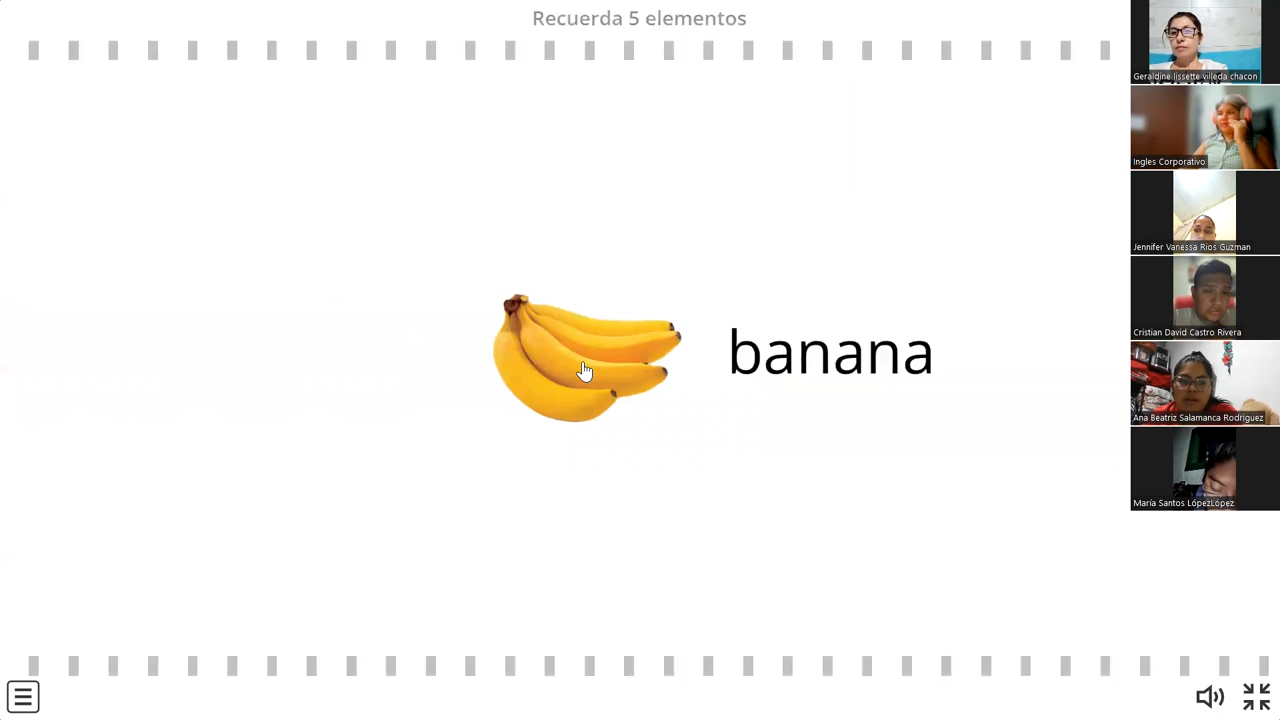 Recuerda 5 elementos
banana
Geraldine lissette villeda chacon
Ingles Corporativo
Jennifer Vanessa Rios Guzman
Cristian David Castro Rivera
Ana Beatriz Salamanca Rodriguez
María Santos LópezLópez